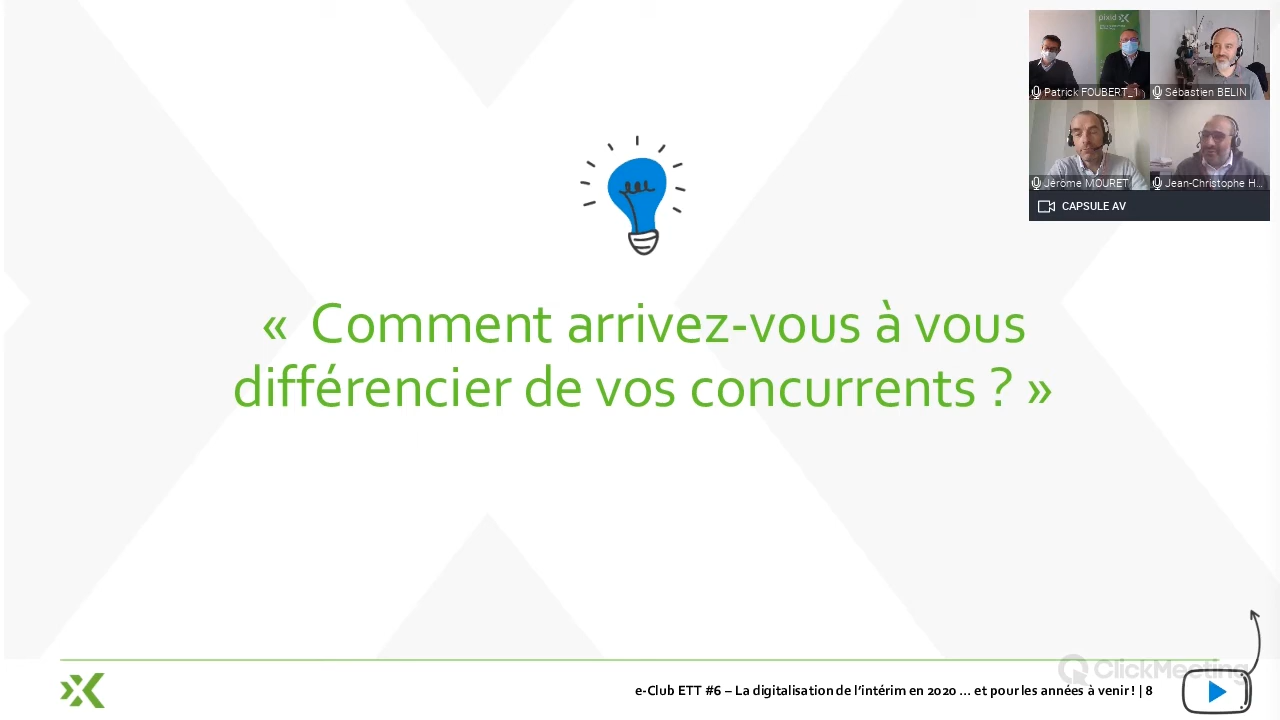 pixid
Patrick FOUBERT_1
Sébastien BELIN
Jérôme MOURET
Jean-Christophe H...
CAPSULE AV
«  Comment arrivez-vous à vous
différencier de vos concurrents ? »
ClickMeeting
e-Club ETT #6 – La digitalisation de l'intérim en 2020 ... et pour les années à venir ! | 8